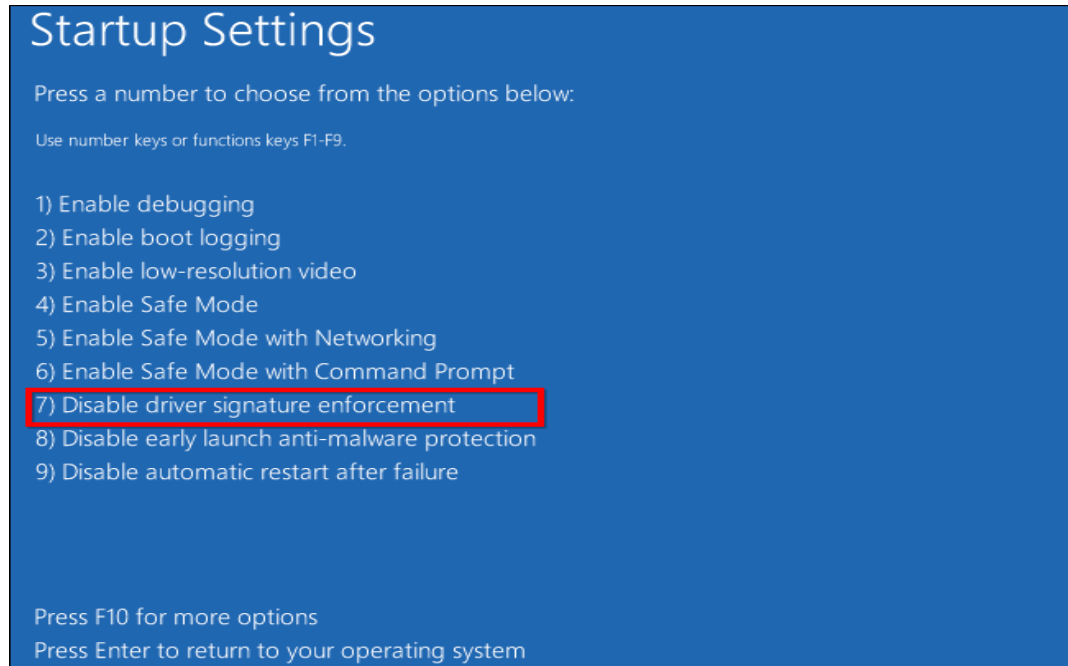 Startup Settings
Press a number to choose from the options below:
Use number keys or functions keys F1-F9.
1) Enable debugging
2) Enable boot logging
3) Enable low-resolution video
4) Enable Safe Mode
5) Enable Safe Mode with Networking
6) Enable Safe Mode with Command Prompt
7) Disable driver signature enforcement
8) Disable early launch anti-malware protection
9) Disable automatic restart after failure
Press F10 for more options
Press Enter to return to your operating system